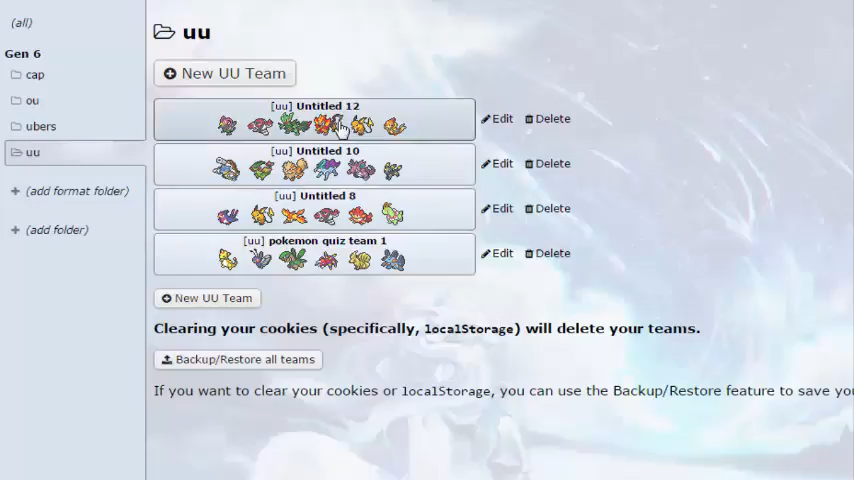 (all)
Gen 6
cap
ou
ubers
uu
+ (add format folder)
+ (add folder)
uu
New UU Team
[uu] Untitled 12
Edit Delete
[uu] Untitled 10
Edit Delete
[uu] Untitled 8
Edit Delete
[uu] pokemon quiz team 1
Edit Delete
New UU Team
Clearing your cookies (specifically, localStorage) will delete your teams.
Backup/Restore all teams
If you want to clear your cookies or localStorage, you can use the Backup/Restore feature to save